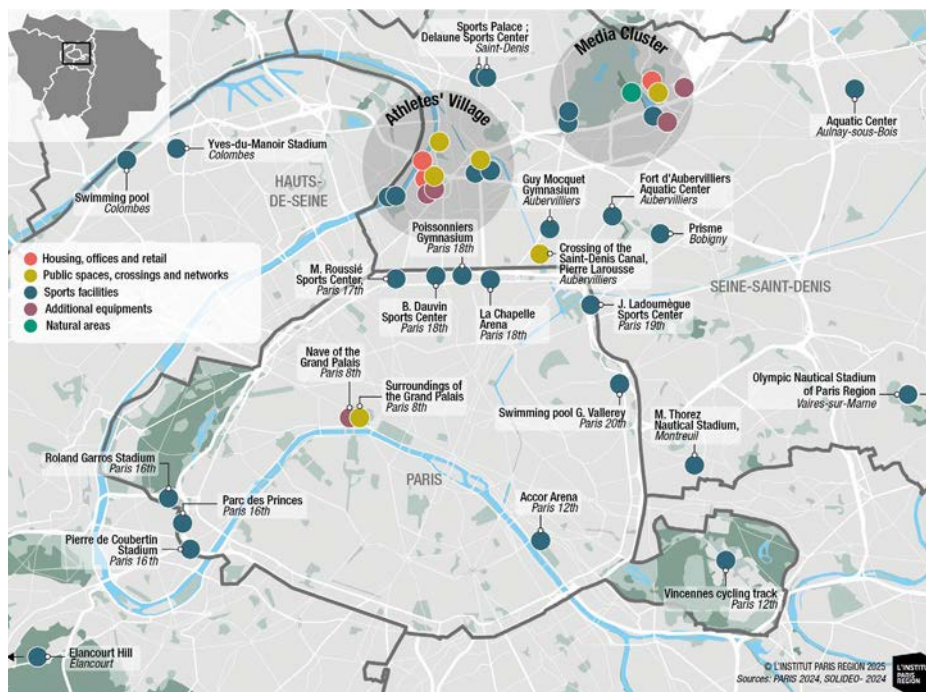 Sports Palace ;
Delaune Sports Center
Saint-Denis
Media Cluster
Athletes' Village
Aquatic Center
Aulnay-sous-Bois
Yves-du-Manoir Stadium
Colombes
Swimming pool
Colombes
HAUTS-
DE-SEINE
Guy Mocquet
Gymnasium
Aubervilliers
Fort d'Aubervilliers
Aquatic Center
Aubervilliers
Prisme
Bobigny
Poissonniers
Gymnasium
Paris 18th
Crossing of the
Saint-Denis Canal,
Pierre Larousse
Aubervilliers
Housing, offices and retail
Public spaces, crossings and networks
Sports facilities
Additional equipments
Natural areas
M. Roussié
Sports Center,
Paris 17th
B. Dauvin
Sports Center
Paris 18th
La Chapelle
Arena
Paris 18th
SEINE-SAINT-DENIS
J. Ladoumègue
Sports Center
Paris 19th
Nave of the
Grand Palais
Paris 8th
Surroundings of
the Grand Palais
Paris 8th
Swimming pool G. Vallerey
Paris 20th
Olympic Nautical Stadium
of Paris Region
Vaires-sur-Marne
M. Thorez
Nautical Stadium,
Montreuil
Roland Garros Stadium
Paris 16th
PARIS
Parc des Princes
Paris 16th
Accor Arena
Paris 12th
Pierre de Coubertin
Stadium
Paris 16th
Vincennes cycling track
Paris 12th
Elancourt Hill
Élancourt
© L'INSTITUT PARIS REGION 2025
Sources: PARIS 2024, SOLIDEO- 2024
L'INSTITUT
PARIS
REGION